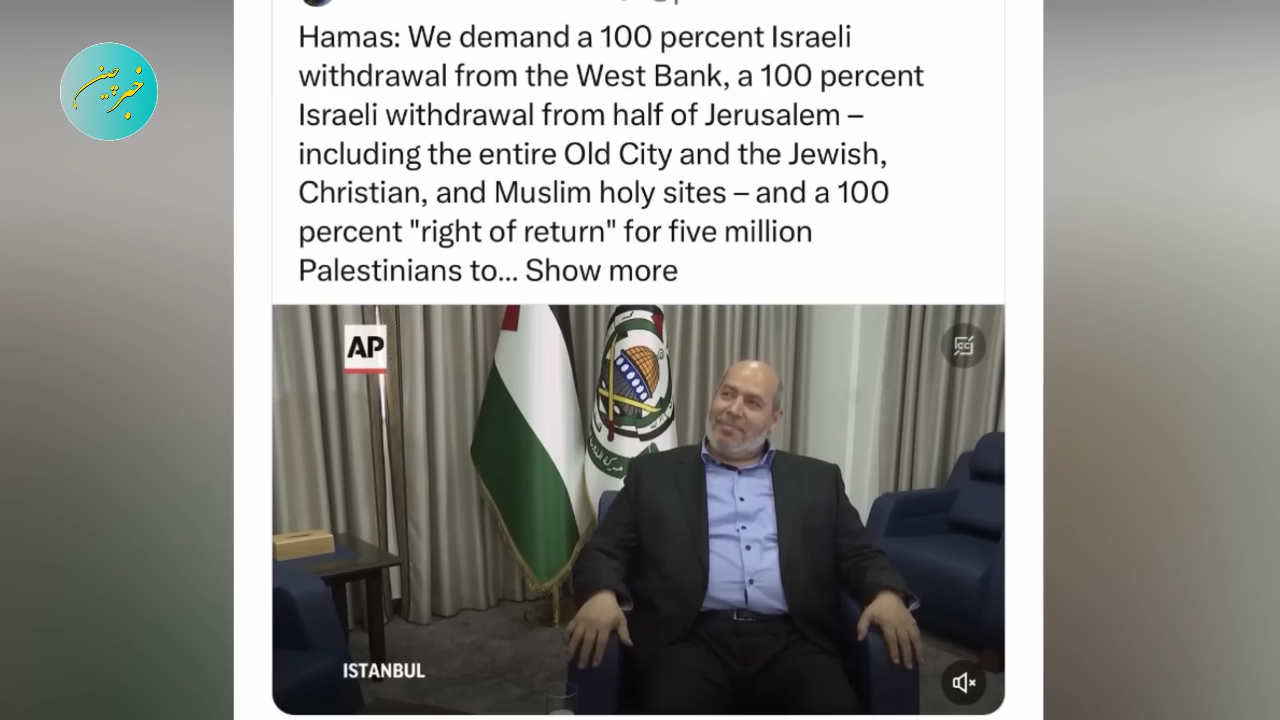 خبرچین
Hamas: We demand a 100 percent Israeli
withdrawal from the West Bank, a 100 percent
Israeli withdrawal from half of Jerusalem –
including the entire Old City and the Jewish,
Christian, and Muslim holy sites – and a 100
percent "right of return" for five million
Palestinians to... Show more
AP
CC
ISTANBUL